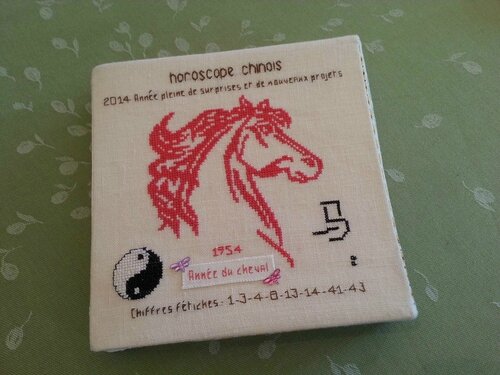 horoscope chinois
2014 Année pleine de surprises et de nouveaux projets
1954
Année du cheval
Chiffres fétiches : 1-3-4-8-13-14-41-43